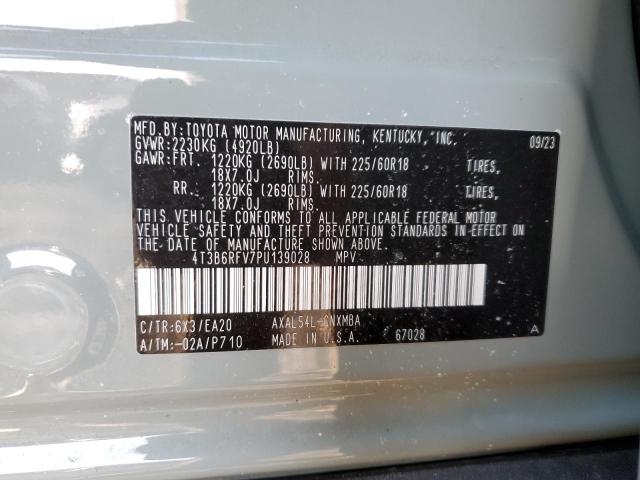 MFD.BY:TOYOTA MOTOR MANUFACTURING, KENTUCKY, INC. 09/23
GVWR:2230KG (4920LB)
GAWR:FRT. 1220KG (2690LB) WITH 225/60R18 TIRES,
18X7.0J RIMS.
RR. 1220KG (2690LB) WITH 225/60R18 TIRES,
18X7.0J RIMS.
THIS VEHICLE CONFORMS TO ALL APPLICABLE FEDERAL MOTOR
VEHICLE SAFETY AND THEFT PREVENTION STANDARDS IN EFFECT ON
THE DATE OF MANUFACTURE SHOWN ABOVE.
4T3B6RFV7PU139028 MPV
C/TR:6X3/EA20 A
A/TM:-02A/P710 MADE IN U.S.A. 67028